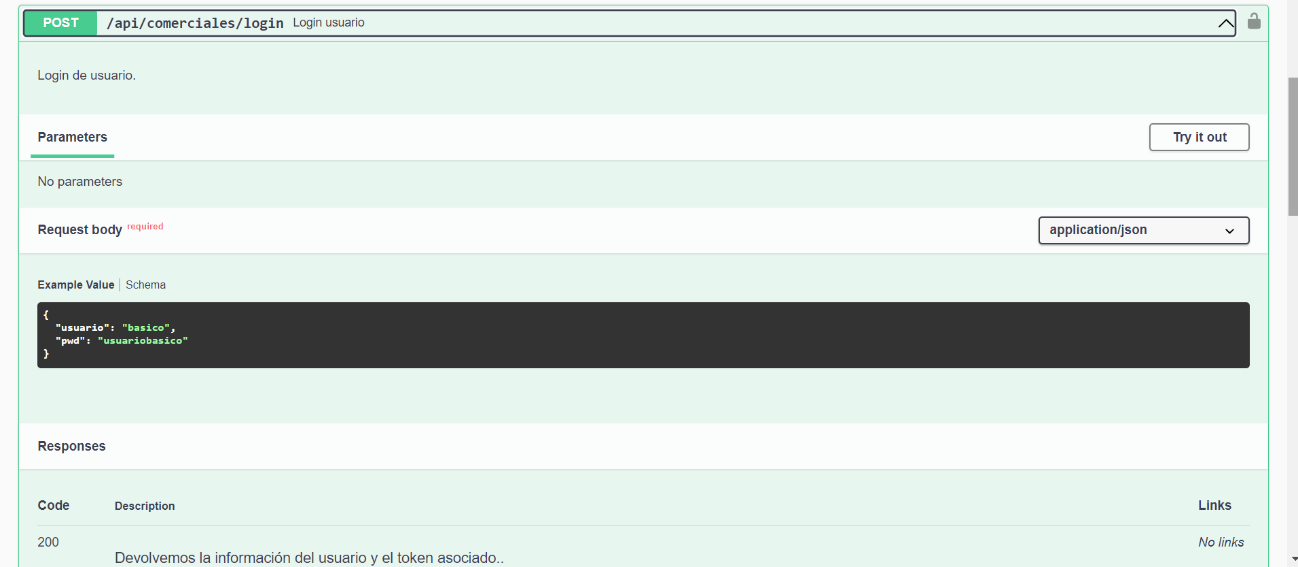 POST /api/comerciales/login Login usuario
Login de usuario.
Parameters
Try it out
No parameters
Request body required
application/json
Example Value | Schema
{
"usuario": "basico",
"pwd": "usuariobasico"
}
Responses
Code Description Links
200 No links
Devolvemos la información del usuario y el token asociado..